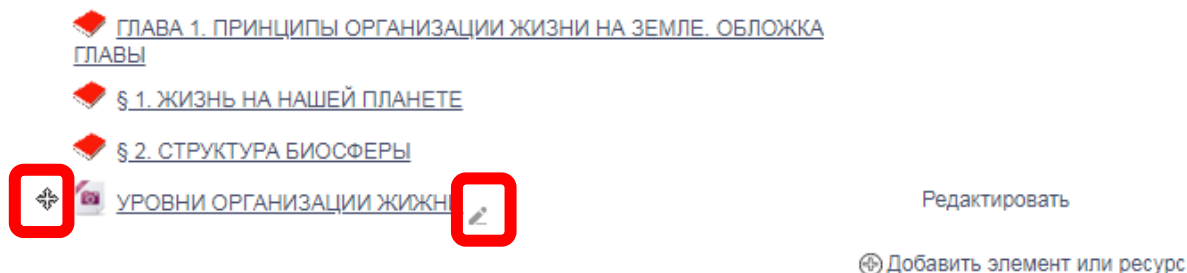 ГЛАВА 1. ПРИНЦИПЫ ОРГАНИЗАЦИИ ЖИЗНИ НА ЗЕМЛЕ. ОБЛОЖКА
ГЛАВЫ
§ 1. ЖИЗНЬ НА НАШЕЙ ПЛАНЕТЕ
§ 2. СТРУКТУРА БИОСФЕРЫ
УРОВНИ ОРГАНИЗАЦИИ
Редактировать
Добавить элемент или ресурс